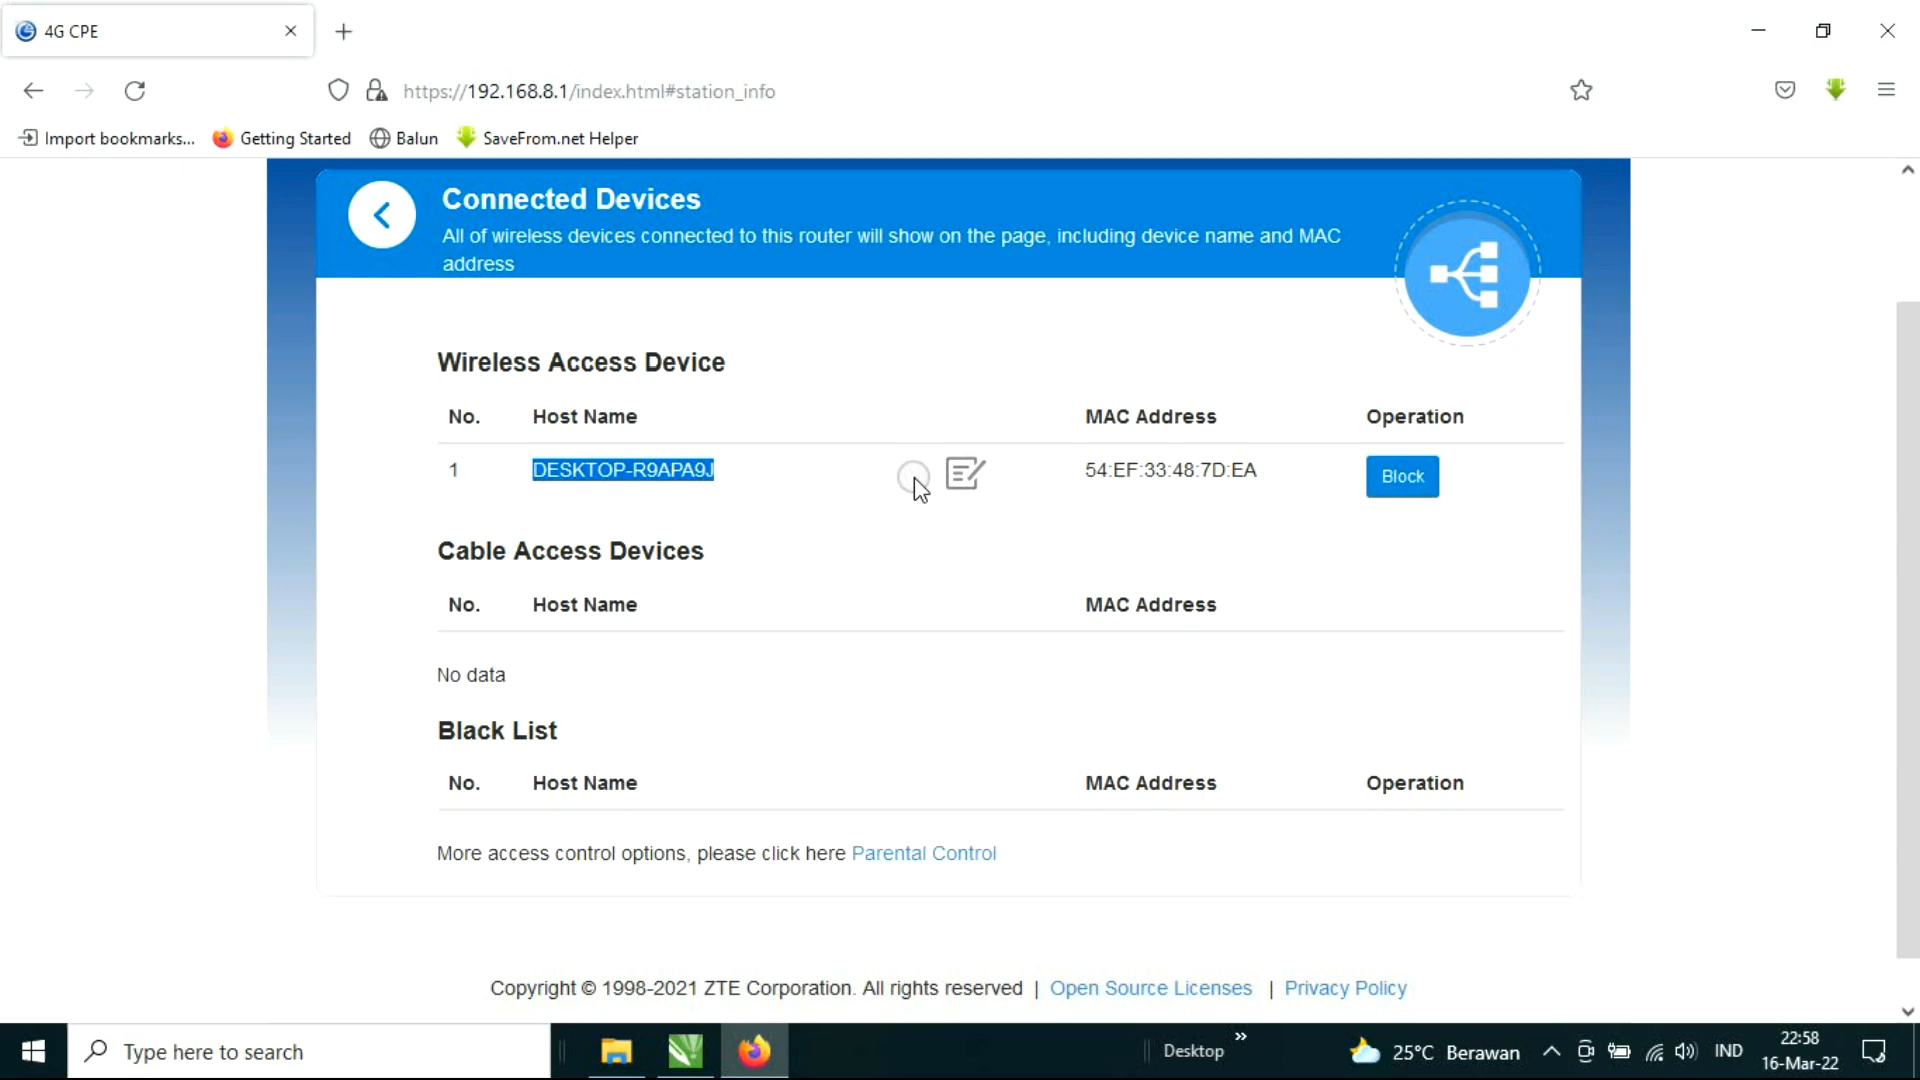 4G CPE
https://192.168.8.1/index.html#station_info
Import bookmarks... Getting Started Balun SaveFrom.net Helper
Connected Devices
All of wireless devices connected to this router will show on the page, including device name and MAC
address
Wireless Access Device
No. Host Name MAC Address Operation
1 DESKTOP-R9APA9J 54:EF:33:48:7D:EA Block
Cable Access Devices
No. Host Name MAC Address
No data
Black List
No. Host Name MAC Address Operation
More access control options, please click here Parental Control
Copyright © 1998-2021 ZTE Corporation. All rights reserved | Open Source Licenses | Privacy Policy
Type here to search Desktop 25°C Berawan IND 22:58
16-Mar-22